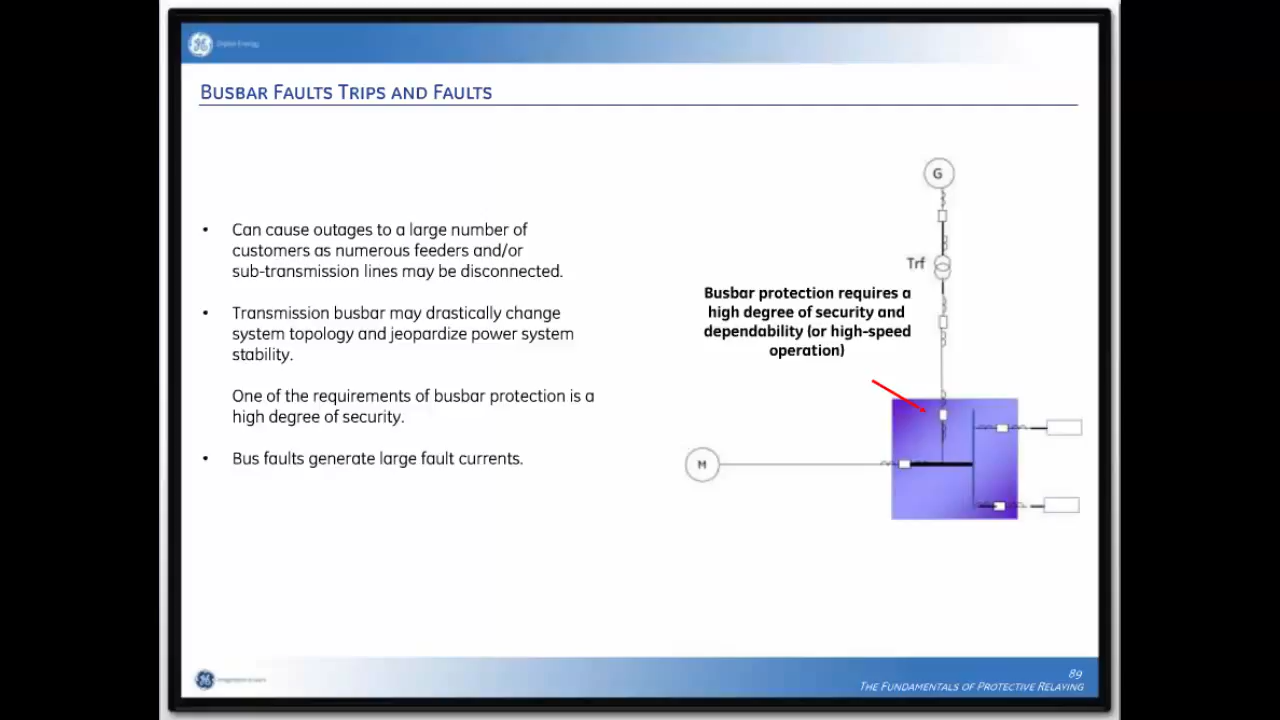 Digital Energy
BUSBAR FAULTS TRIPS AND FAULTS
• Can cause outages to a large number of
customers as numerous feeders and/or
sub-transmission lines may be disconnected.
• Transmission busbar may drastically change
system topology and jeopardize power system
stability.
One of the requirements of busbar protection is a
high degree of security.
• Bus faults generate large fault currents.
G
Trf
Busbar protection requires a
high degree of security and
dependability (or high-speed
operation)
M
89
THE FUNDAMENTALS OF PROTECTIVE RELAYING